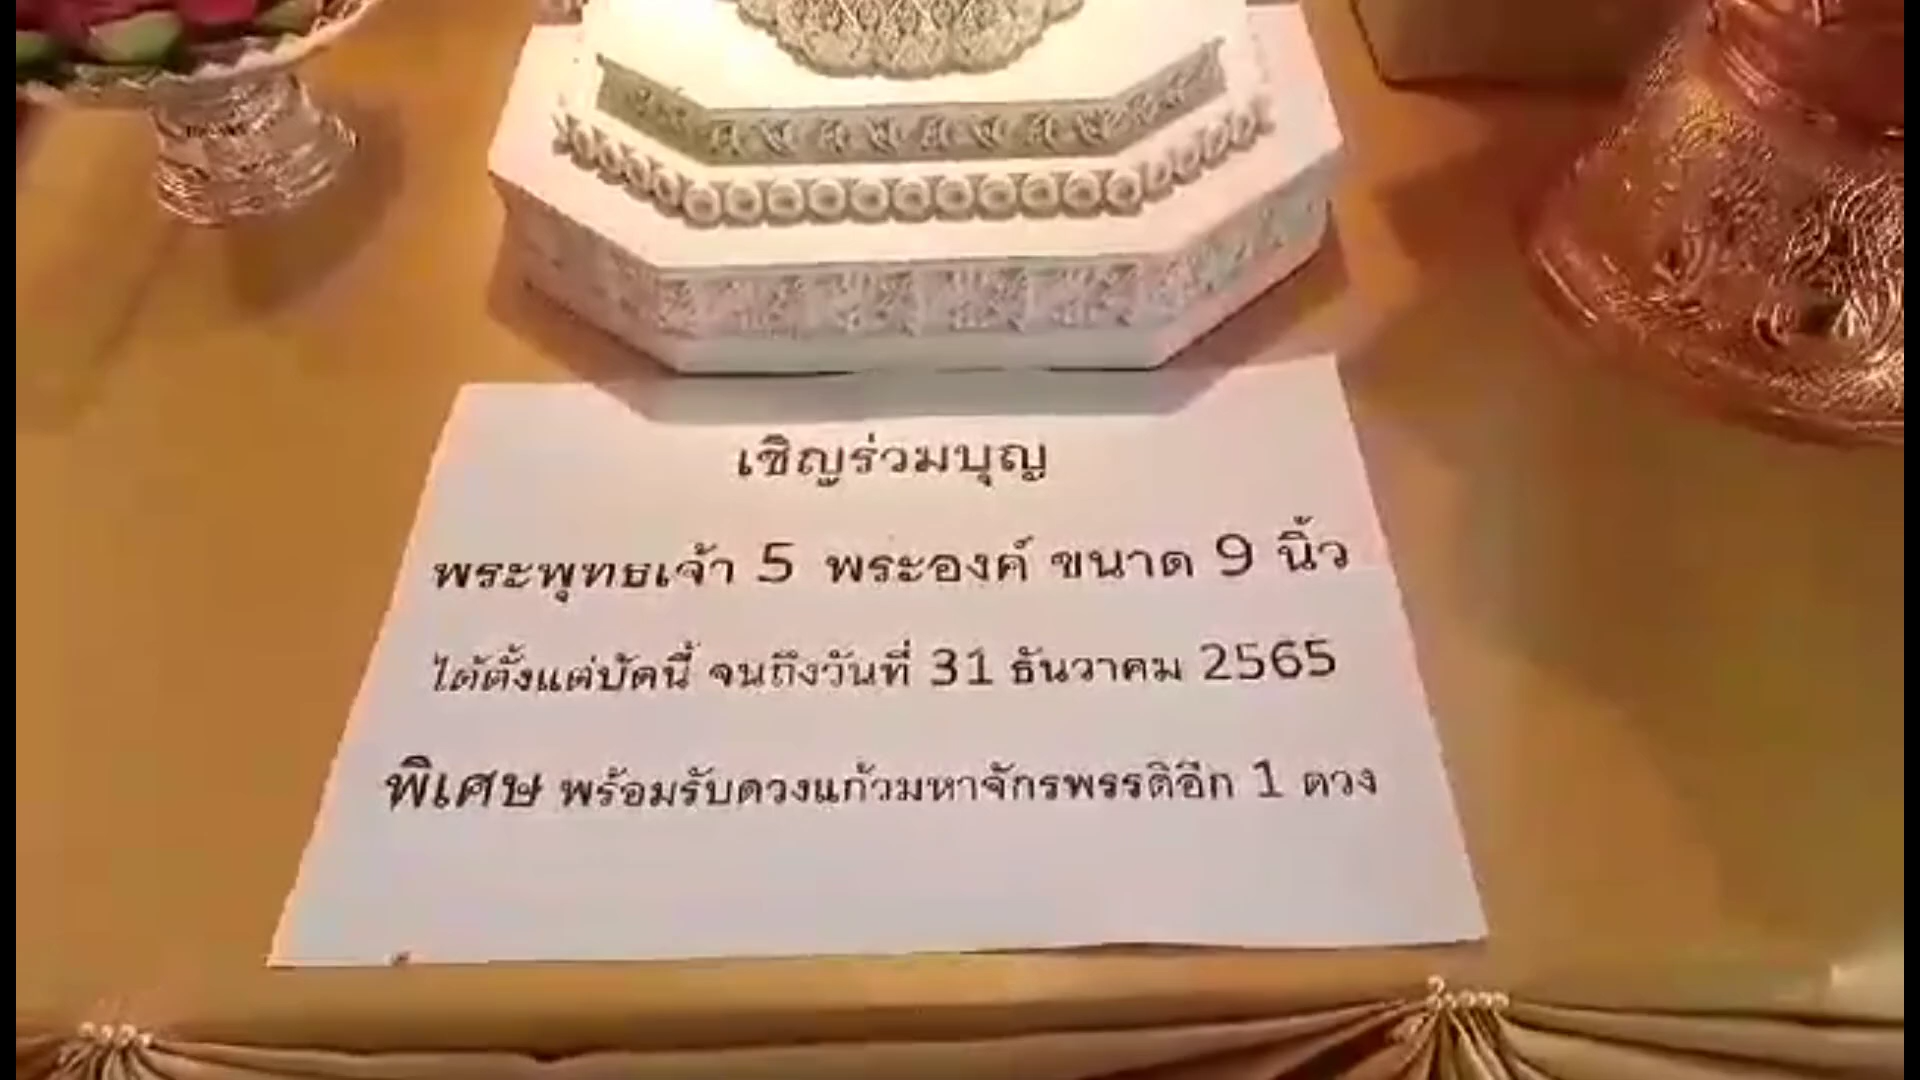 เชิญร่วมบุญ
พระพุทธเจ้า 5 พระองค์ ขนาด 9 นิ้ว
ได้ตั้งแต่บัดนี้ จนถึงวันที่ 31 ธันวาคม 2565
พิเศษ พร้อมรับดวงแก้วมหาจักรพรรดิอีก 1 ดวง